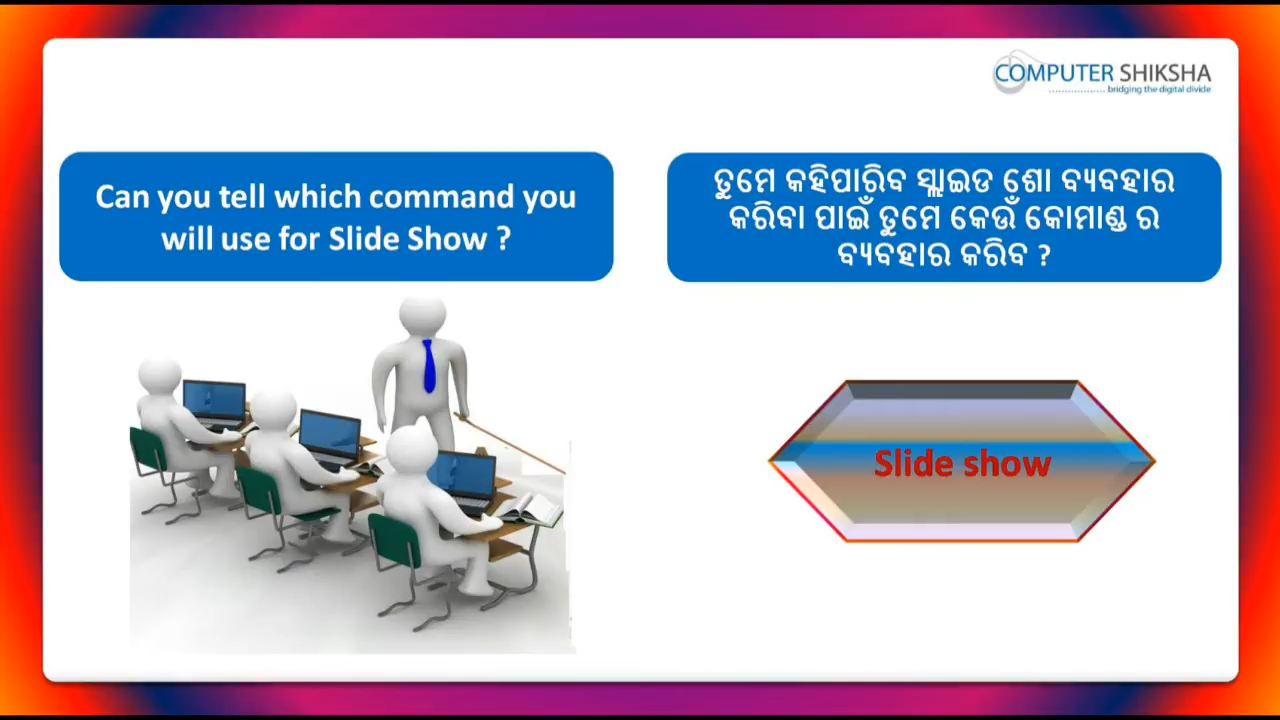 COMPUTER SHIKSHA
bridging the digital divide
Can you tell which command you
will use for Slide Show ?
ତୁମେ କହିପାରିବ ସ୍ଲାଇଡ ଶୋ ବ୍ୟବହାର
କରିବା ପାଇଁ ତୁମେ କେଉଁ କୋମାଣ୍ଡ ର
ବ୍ୟବହାର କରିବ ?
Slide show